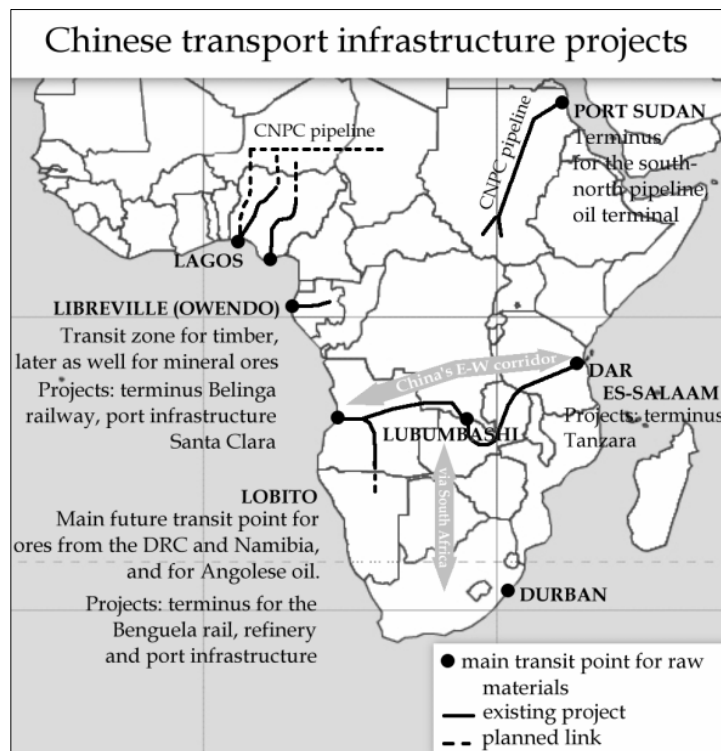 Chinese transport infrastructure projects
CNPC pipeline
CNPC pipeline
PORT SUDAN
Terminus
for the south-
north pipeline,
oil terminal
LAGOS
LIBREVILLE (OWENDO)
Transit zone for timber,
later as well for mineral ores
Projects: terminus Belinga
railway, port infrastructure
Santa Clara
China's E-W corridor
DAR
ES-SALAAM
Projects: terminus
Tanzara
LUBUMBASHI
via South Africa
LOBITO
Main future transit point for
ores from the DRC and Namibia,
and for Angolese oil.
Projects: terminus for the
Benguela rail, refinery
and port infrastructure
DURBAN
main transit point for raw
materials
existing project
planned link